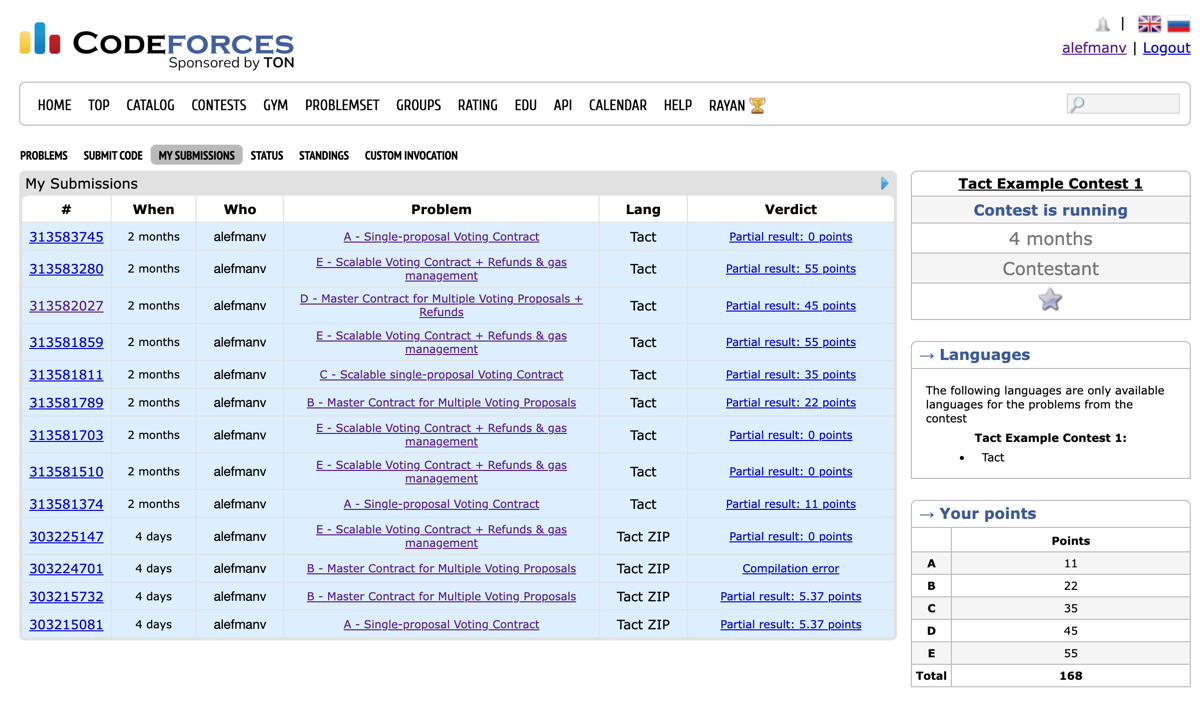 CODEFORCES
Sponsored by TON
|
alefmanv | Logout
HOME TOP CATALOG CONTESTS GYM PROBLEMSET GROUPS RATING EDU API CALENDAR HELP RAYAN
PROBLEMS SUBMIT CODE MY SUBMISSIONS STATUS STANDINGS CUSTOM INVOCATION
My Submissions
# When Who Problem Lang Verdict
313583745 2 months alefmanv A - Single-proposal Voting Contract Tact Partial result: 0 points
313583280 2 months alefmanv E - Scalable Voting Contract + Refunds & gas
management Tact Partial result: 55 points
313582027 2 months alefmanv D - Master Contract for Multiple Voting Proposals +
Refunds Tact Partial result: 45 points
313581859 2 months alefmanv E - Scalable Voting Contract + Refunds & gas
management Tact Partial result: 55 points
313581811 2 months alefmanv C - Scalable single-proposal Voting Contract Tact Partial result: 35 points
313581789 2 months alefmanv B - Master Contract for Multiple Voting Proposals Tact Partial result: 22 points
313581703 2 months alefmanv E - Scalable Voting Contract + Refunds & gas
management Tact Partial result: 0 points
313581510 2 months alefmanv E - Scalable Voting Contract + Refunds & gas
management Tact Partial result: 0 points
313581374 2 months alefmanv A - Single-proposal Voting Contract Tact Partial result: 11 points
303225147 4 days alefmanv E - Scalable Voting Contract + Refunds & gas
management Tact ZIP Partial result: 0 points
303224701 4 days alefmanv B - Master Contract for Multiple Voting Proposals Tact ZIP Compilation error
303215732 4 days alefmanv B - Master Contract for Multiple Voting Proposals Tact ZIP Partial result: 5.37 points
303215081 4 days alefmanv A - Single-proposal Voting Contract Tact ZIP Partial result: 5.37 points
Tact Example Contest 1
Contest is running
4 months
Contestant
→ Languages
The following languages are only available
languages for the problems from the
contest
Tact Example Contest 1:
• Tact
→ Your points
Points
A 11
B 22
C 35
D 45
E 55
Total 168